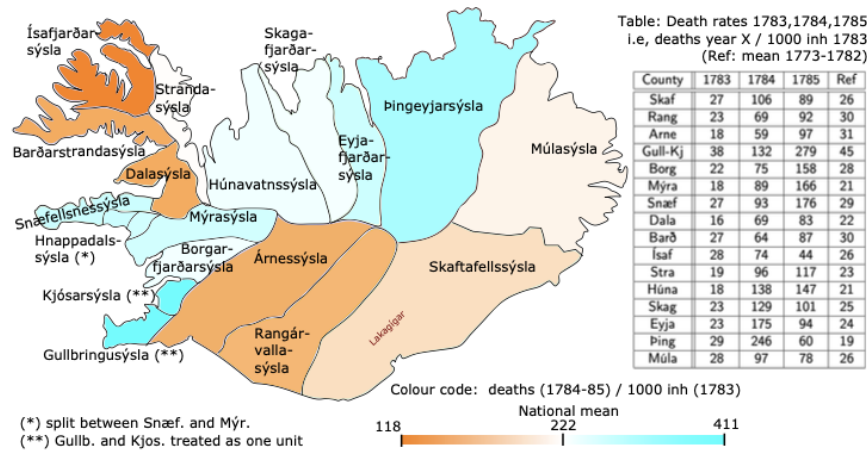 Ísafjarðar-
sýsla
Skaga-
fjarðar-
sýsla
Stranda-
sýsla
Þingeyjarsýsla
Barðarstrandasýsla
Eyja-
fjarðar-
sýsla
Múlasýsla
Dalasýsla
Húnavatnssýsla
Snæfellsnessýsla
Mýrasýsla
Hnappadals-
sýsla (*)
Borgar-
fjarðarsýsla
Árnessýsla
Skaftafellssýsla
Kjósarsýsla (**)
Lakagígar
Gullbringusýsla (**)
Rangár-
valla-
sýsla
Table: Death rates 1783,1784,1785
i.e, deaths year X / 1000 inh 1783
(Ref: mean 1773-1782)
County 1783 1784 1785 Ref
Skaf 27 106 89 26
Rang 23 69 92 30
Arne 18 59 97 31
Gull-Kj 38 132 279 45
Borg 22 75 158 28
Mýra 18 89 166 21
Snæf 27 93 176 29
Dala 16 69 83 22
Barð 27 64 87 30
Ísaf 28 74 44 26
Stra 19 96 117 23
Húna 18 138 147 21
Skag 23 129 101 25
Eyja 23 175 94 24
Þing 29 246 60 19
Múla 28 97 78 26
Colour code: deaths (1784-85) / 1000 inh (1783)
National mean
118 222 411
(*) split between Snæf. and Mýr.
(**) Gullb. and Kjos. treated as one unit